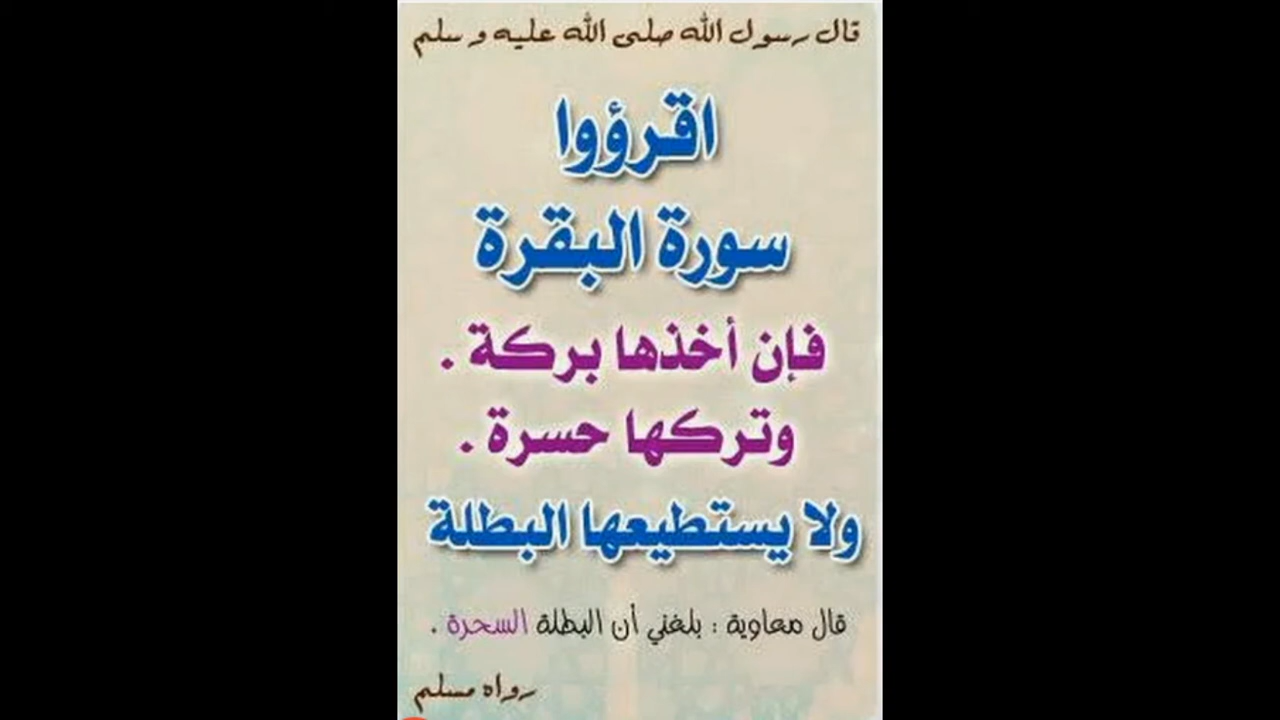 قال رسول الله صلى الله عليه و سلم
اقرؤوا
سورة البقرة
فإن أخذها بركة .
وتركها حسرة .
ولا يستطيعها البطلة
قال معاوية : بلغني أن البطلة السحرة .
رواه مسلم